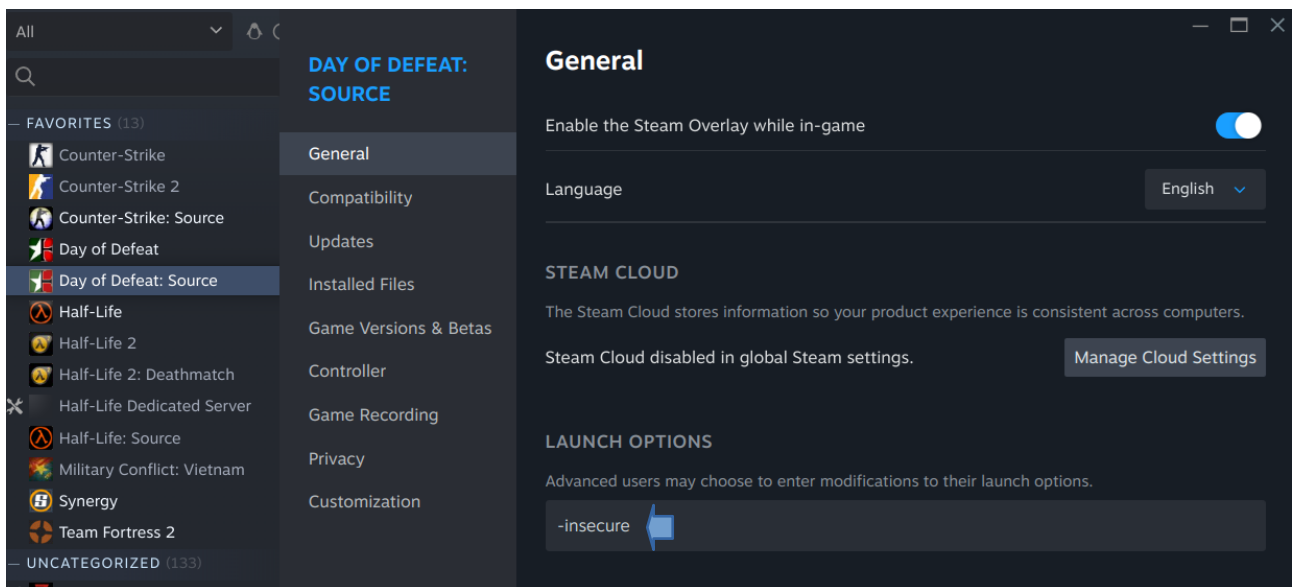 All
FAVORITES (13)
Counter-Strike
Counter-Strike 2
Counter-Strike: Source
Day of Defeat
Day of Defeat: Source
Half-Life
Half-Life 2
Half-Life 2: Deathmatch
Half-Life Dedicated Server
Half-Life: Source
Military Conflict: Vietnam
Synergy
Team Fortress 2
UNCATEGORIZED (133)
DAY OF DEFEAT:
SOURCE
General
Compatibility
Updates
Installed Files
Game Versions & Betas
Controller
Game Recording
Privacy
Customization
General
Enable the Steam Overlay while in-game
Language
English
STEAM CLOUD
The Steam Cloud stores information so your product experience is consistent across computers.
Steam Cloud disabled in global Steam settings.
Manage Cloud Settings
LAUNCH OPTIONS
Advanced users may choose to enter modifications to their launch options.
-insecure